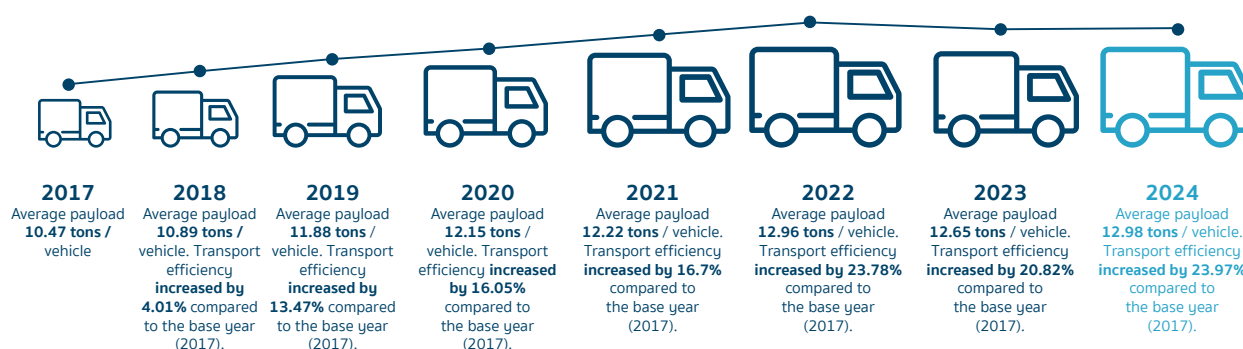 2017
Average payload
10.47 tons /
vehicle
2018
Average payload
10.89 tons /
vehicle. Transport
efficiency
increased by
4.01% compared
to the base year
(2017).
2019
Average payload
11.88 tons /
vehicle. Transport
efficiency
increased by
13.47% compared
to the base year
(2017).
2020
Average payload
12.15 tons /
vehicle. Transport
efficiency increased
by 16.05%
compared to
the base year
(2017).
2021
Average payload
12.22 tons / vehicle.
Transport efficiency
increased by 16.7%
compared to
the base year
(2017).
2022
Average payload
12.96 tons / vehicle.
Transport efficiency
increased by 23.78%
compared to
the base year
(2017).
2023
Average payload
12.65 tons / vehicle.
Transport efficiency
increased by 20.82%
compared to
the base year
(2017).
2024
Average payload
12.98 tons / vehicle.
Transport efficiency
increased by 23.97%
compared to
the base year
(2017).